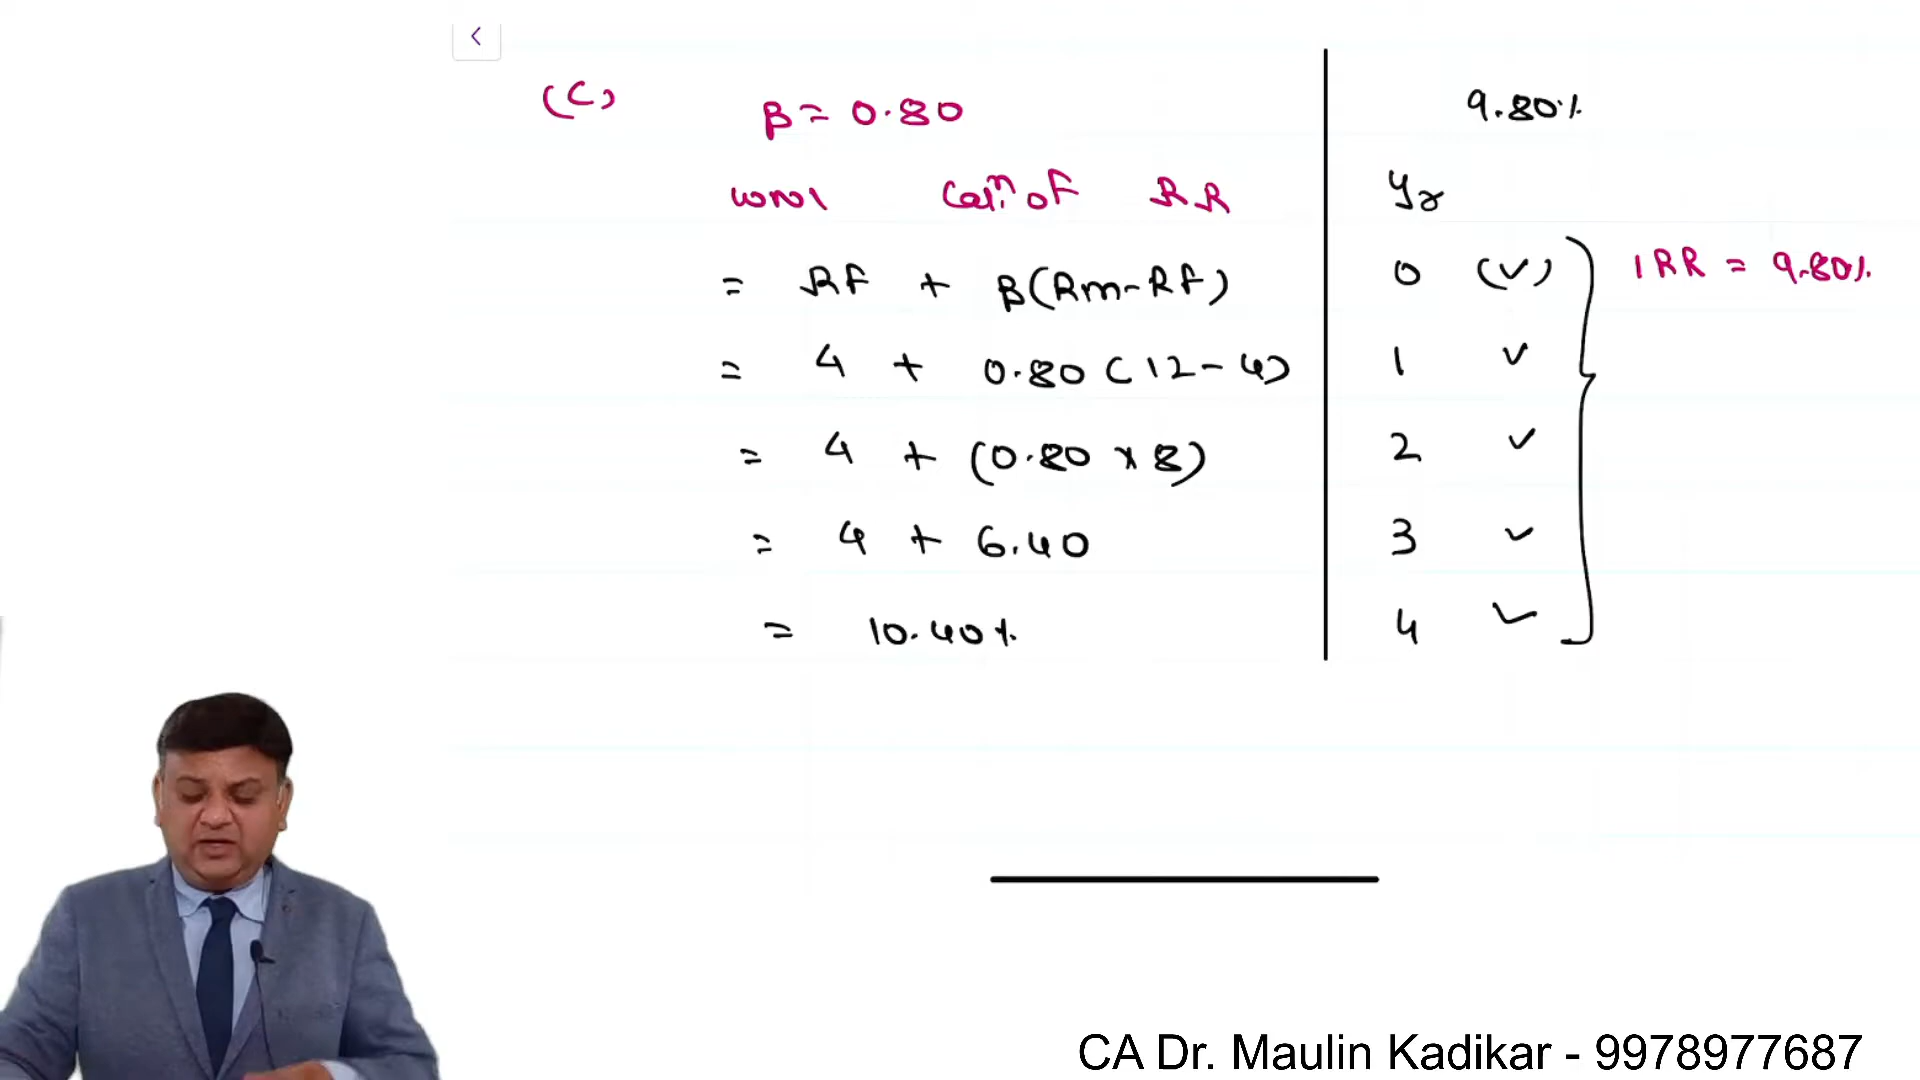 (C) β = 0.80
WN1 Caln of RR
= RF + β(Rm-RF)
= 4 + 0.80 (12-4)
= 4 + (0.80 x 8)
= 4 + 6.40
= 10.40%
9.80%
Yr
0 (✓) IRR = 9.80%
1 ✓
2 ✓
3 ✓
4 ✓
CA Dr. Maulin Kadikar - 9978977687